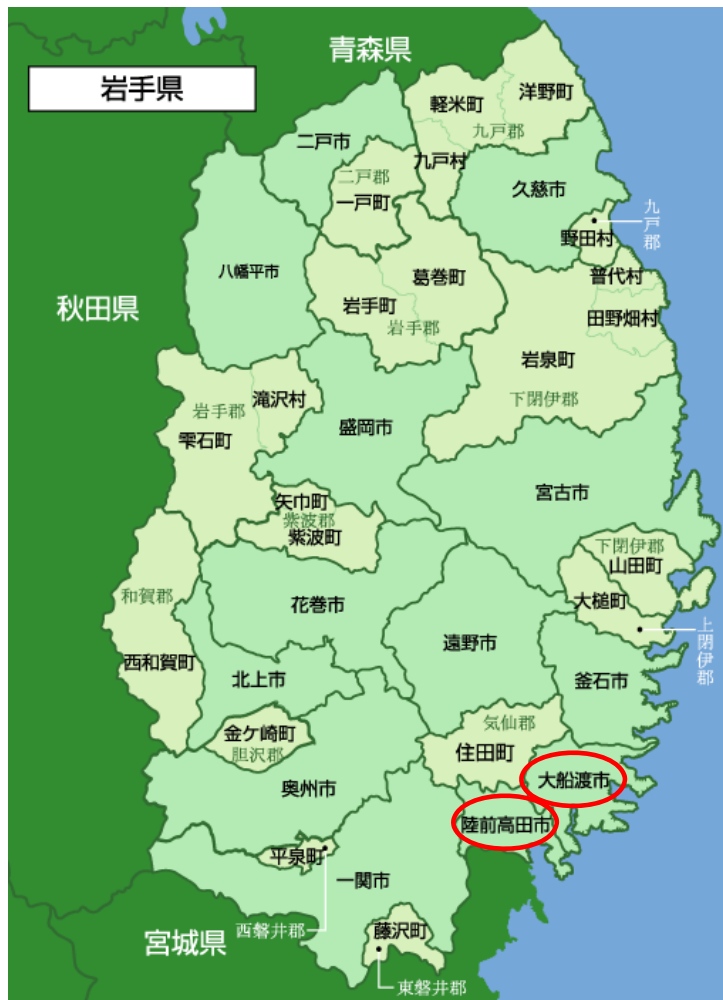 青森県
岩手県
洋野町
軽米町
九戸郡
二戸市
九戸村
二戸郡
一戸町
久慈市
九戸郡
野田村
八幡平市
葛巻町
普代村
秋田県
岩手町
岩手郡
田野畑村
岩泉町
下閉伊郡
滝沢村
岩手郡
雫石町
盛岡市
宮古市
矢巾町
紫波郡
紫波町
下閉伊郡
山田町
和賀郡
花巻市
大槌町
上閉伊郡
遠野市
西和賀町
北上市
釜石市
気仙郡
金ケ崎町
胆沢郡
住田町
大船渡市
奥州市
陸前高田市
平泉町
一関市
藤沢町
西磐井郡
宮城県
東磐井郡